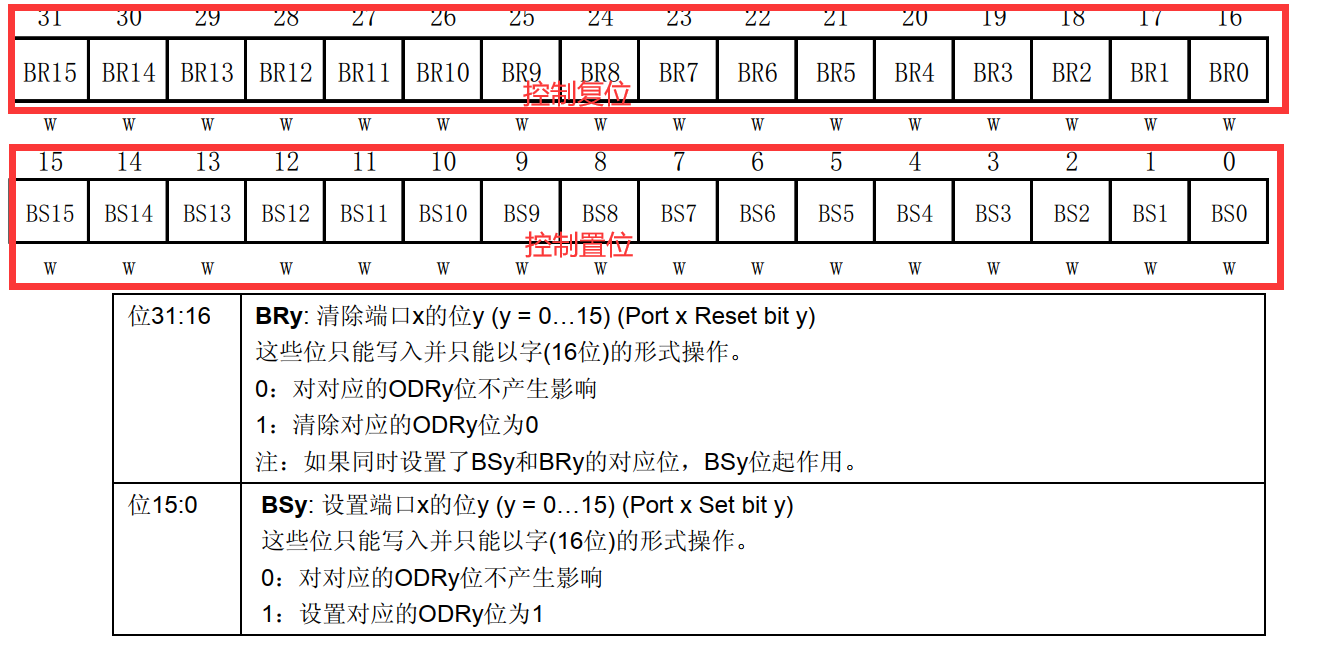 31 30 29 28 27 26 25 24 23 22 21 20 19 18 17 16
BR15 BR14 BR13 BR12 BR11 BR10 BR9 BR8 BR7 BR6 BR5 BR4 BR3 BR2 BR1 BR0
控制复位
w w w w w w w w w w w w w w w w
15 14 13 12 11 10 9 8 7 6 5 4 3 2 1 0
BS15 BS14 BS13 BS12 BS11 BS10 BS9 BS8 BS7 BS6 BS5 BS4 BS3 BS2 BS1 BS0
控制置位
w w w w w w w w w w w w w w w w
位31:16 BRy: 清除端口x的位y (y = 0…15) (Port x Reset bit y)
这些位只能写入并只能以字(16位)的形式操作。
0：对对应的ODRy位不产生影响
1：清除对应的ODRy位为0
注：如果同时设置了BSy和BRy的对应位，BSy位起作用。
位15:0 BSy: 设置端口x的位y (y = 0…15) (Port x Set bit y)
这些位只能写入并只能以字(16位)的形式操作。
0：对对应的ODRy位不产生影响
1：设置对应的ODRy位为1